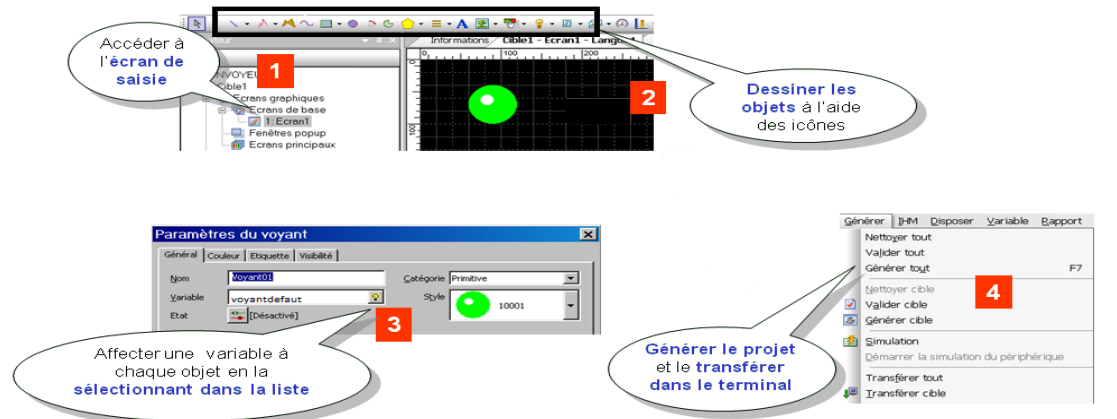 Accéder à
l'écran de
saisie
1
Cible1
Ecrans graphiques
Ecrans de base
1: Ecran1
Fenêtres popup
Ecrans principaux
Informations
Cible1 - Ecran1 - Langu
0
100
200
100
2
Dessiner les
objets à l'aide
des icônes
Paramètres du voyant
Général
Couleur
Etiquette
Visibilité
Nom
Voyant01
Catégorie
Primitive
Variable
voyantdefaut
Style
10001
Etat
[Désactivé]
3
Affecter une variable à
chaque objet en la
sélectionnant dans la liste
Générer IHM Disposer Variable Rapport
Nettoyer tout
Valider tout
Générer tout F7
Nettoyer cible
Valider cible
Générer cible
4
Simulation
Démarrer la simulation du périphérique
Transférer tout
Transférer cible
Générer le projet
et le transférer
dans le terminal